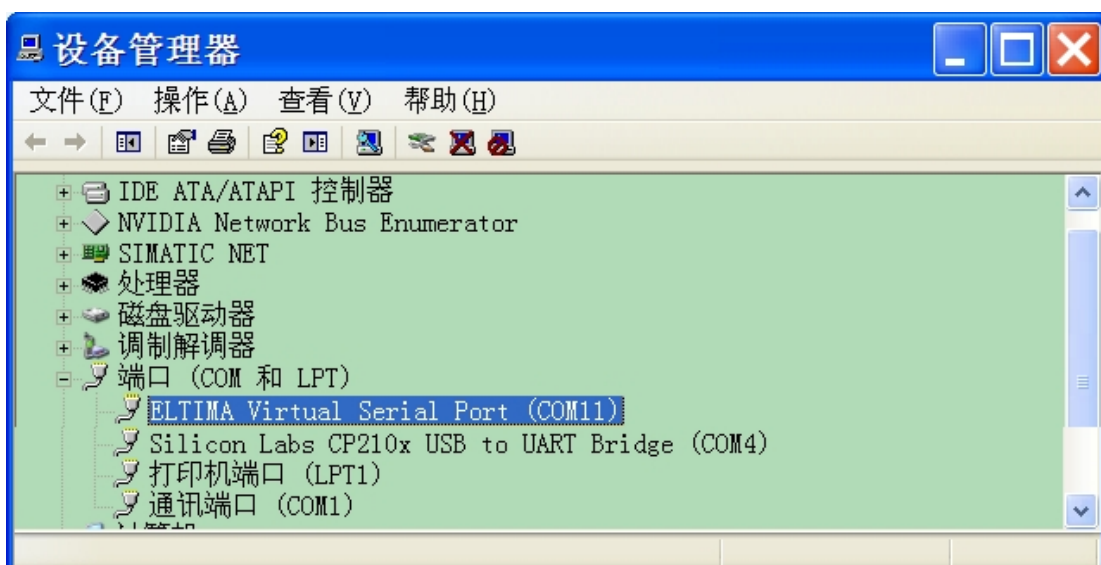 设备管理器
文件(F) 操作(A) 查看(V) 帮助(H)
IDE ATA/ATAPI 控制器
NVIDIA Network Bus Enumerator
SIMATIC NET
处理器
磁盘驱动器
调制解调器
端口 (COM 和 LPT)
ELTIMA Virtual Serial Port (COM11)
Silicon Labs CP210x USB to UART Bridge (COM4)
打印机端口 (LPT1)
通讯端口 (COM1)